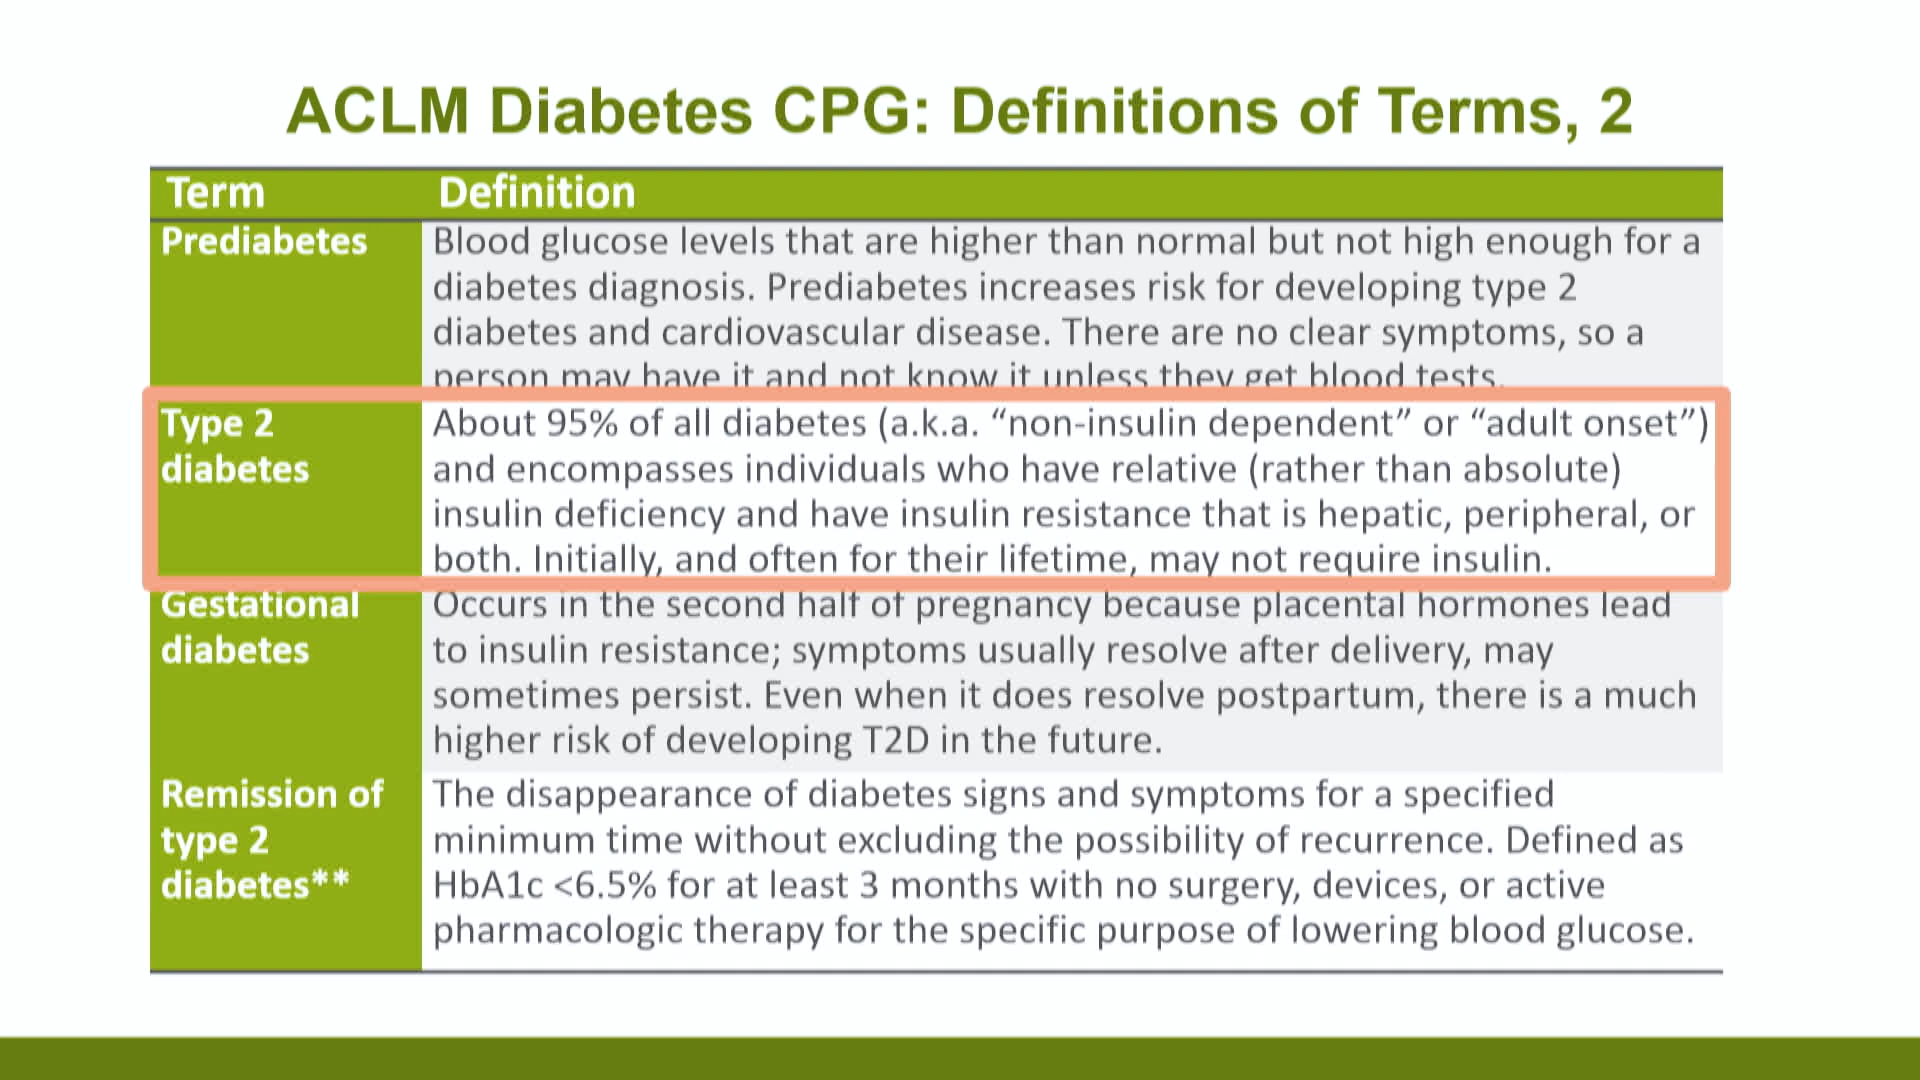 ACLM Diabetes CPG: Definitions of Terms, 2
Term Definition
Prediabetes Blood glucose levels that are higher than normal but not high enough for a
diabetes diagnosis. Prediabetes increases risk for developing type 2
diabetes and cardiovascular disease. There are no clear symptoms, so a
person may have it and not know it unless they get blood tests.
Type 2 About 95% of all diabetes (a.k.a. “non-insulin dependent” or “adult onset”)
diabetes and encompasses individuals who have relative (rather than absolute)
insulin deficiency and have insulin resistance that is hepatic, peripheral, or
both. Initially, and often for their lifetime, may not require insulin.
Gestational Occurs in the second half of pregnancy because placental hormones lead
diabetes to insulin resistance; symptoms usually resolve after delivery, may
sometimes persist. Even when it does resolve postpartum, there is a much
higher risk of developing T2D in the future.
Remission of The disappearance of diabetes signs and symptoms for a specified
type 2 minimum time without excluding the possibility of recurrence. Defined as
diabetes** HbA1c <6.5% for at least 3 months with no surgery, devices, or active
pharmacologic therapy for the specific purpose of lowering blood glucose.